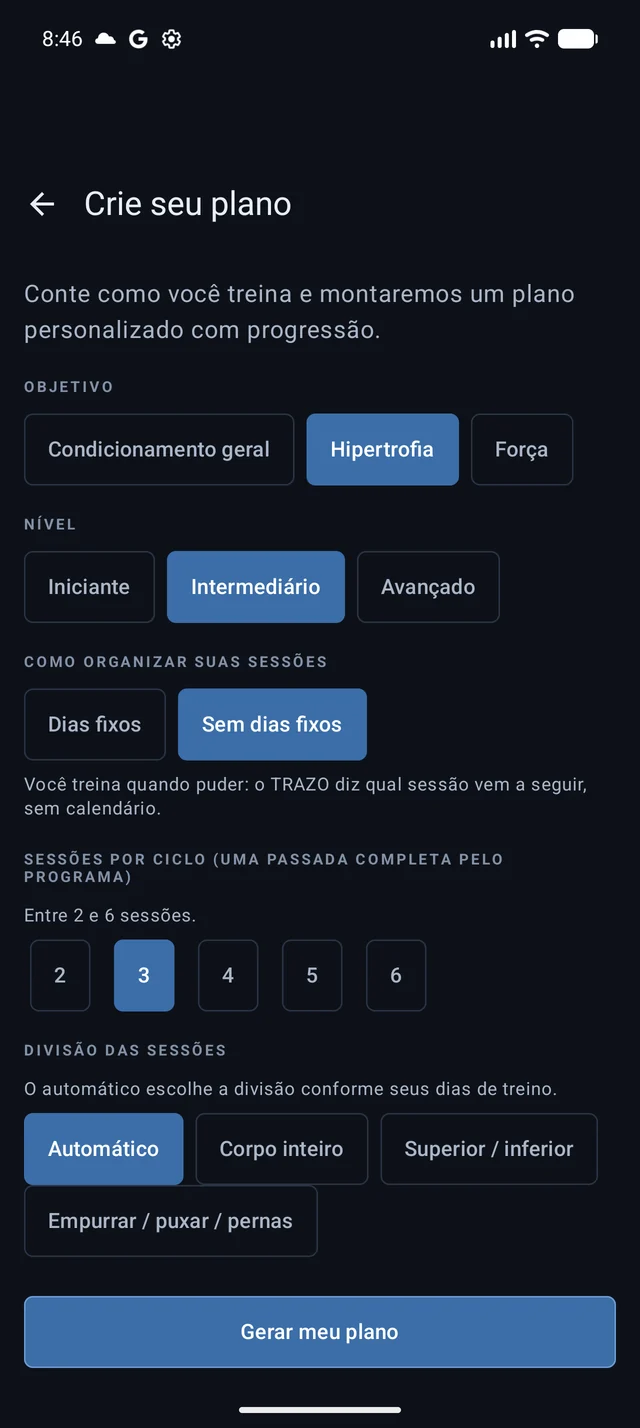 8:46
Crie seu plano
Conte como você treina e montaremos um plano
personalizado com progressão.
OBJETIVO
Condicionamento geral Hipertrofia Força
NÍVEL
Iniciante Intermediário Avançado
COMO ORGANIZAR SUAS SESSÕES
Dias fixos Sem dias fixos
Você treina quando puder: o TRAZO diz qual sessão vem a seguir,
sem calendário.
SESSÕES POR CICLO (UMA PASSADA COMPLETA PELO
PROGRAMA)
Entre 2 e 6 sessões.
2 3 4 5 6
DIVISÃO DAS SESSÕES
O automático escolhe a divisão conforme seus dias de treino.
Automático Corpo inteiro Superior / inferior
Empurrar / puxar / pernas
Gerar meu plano